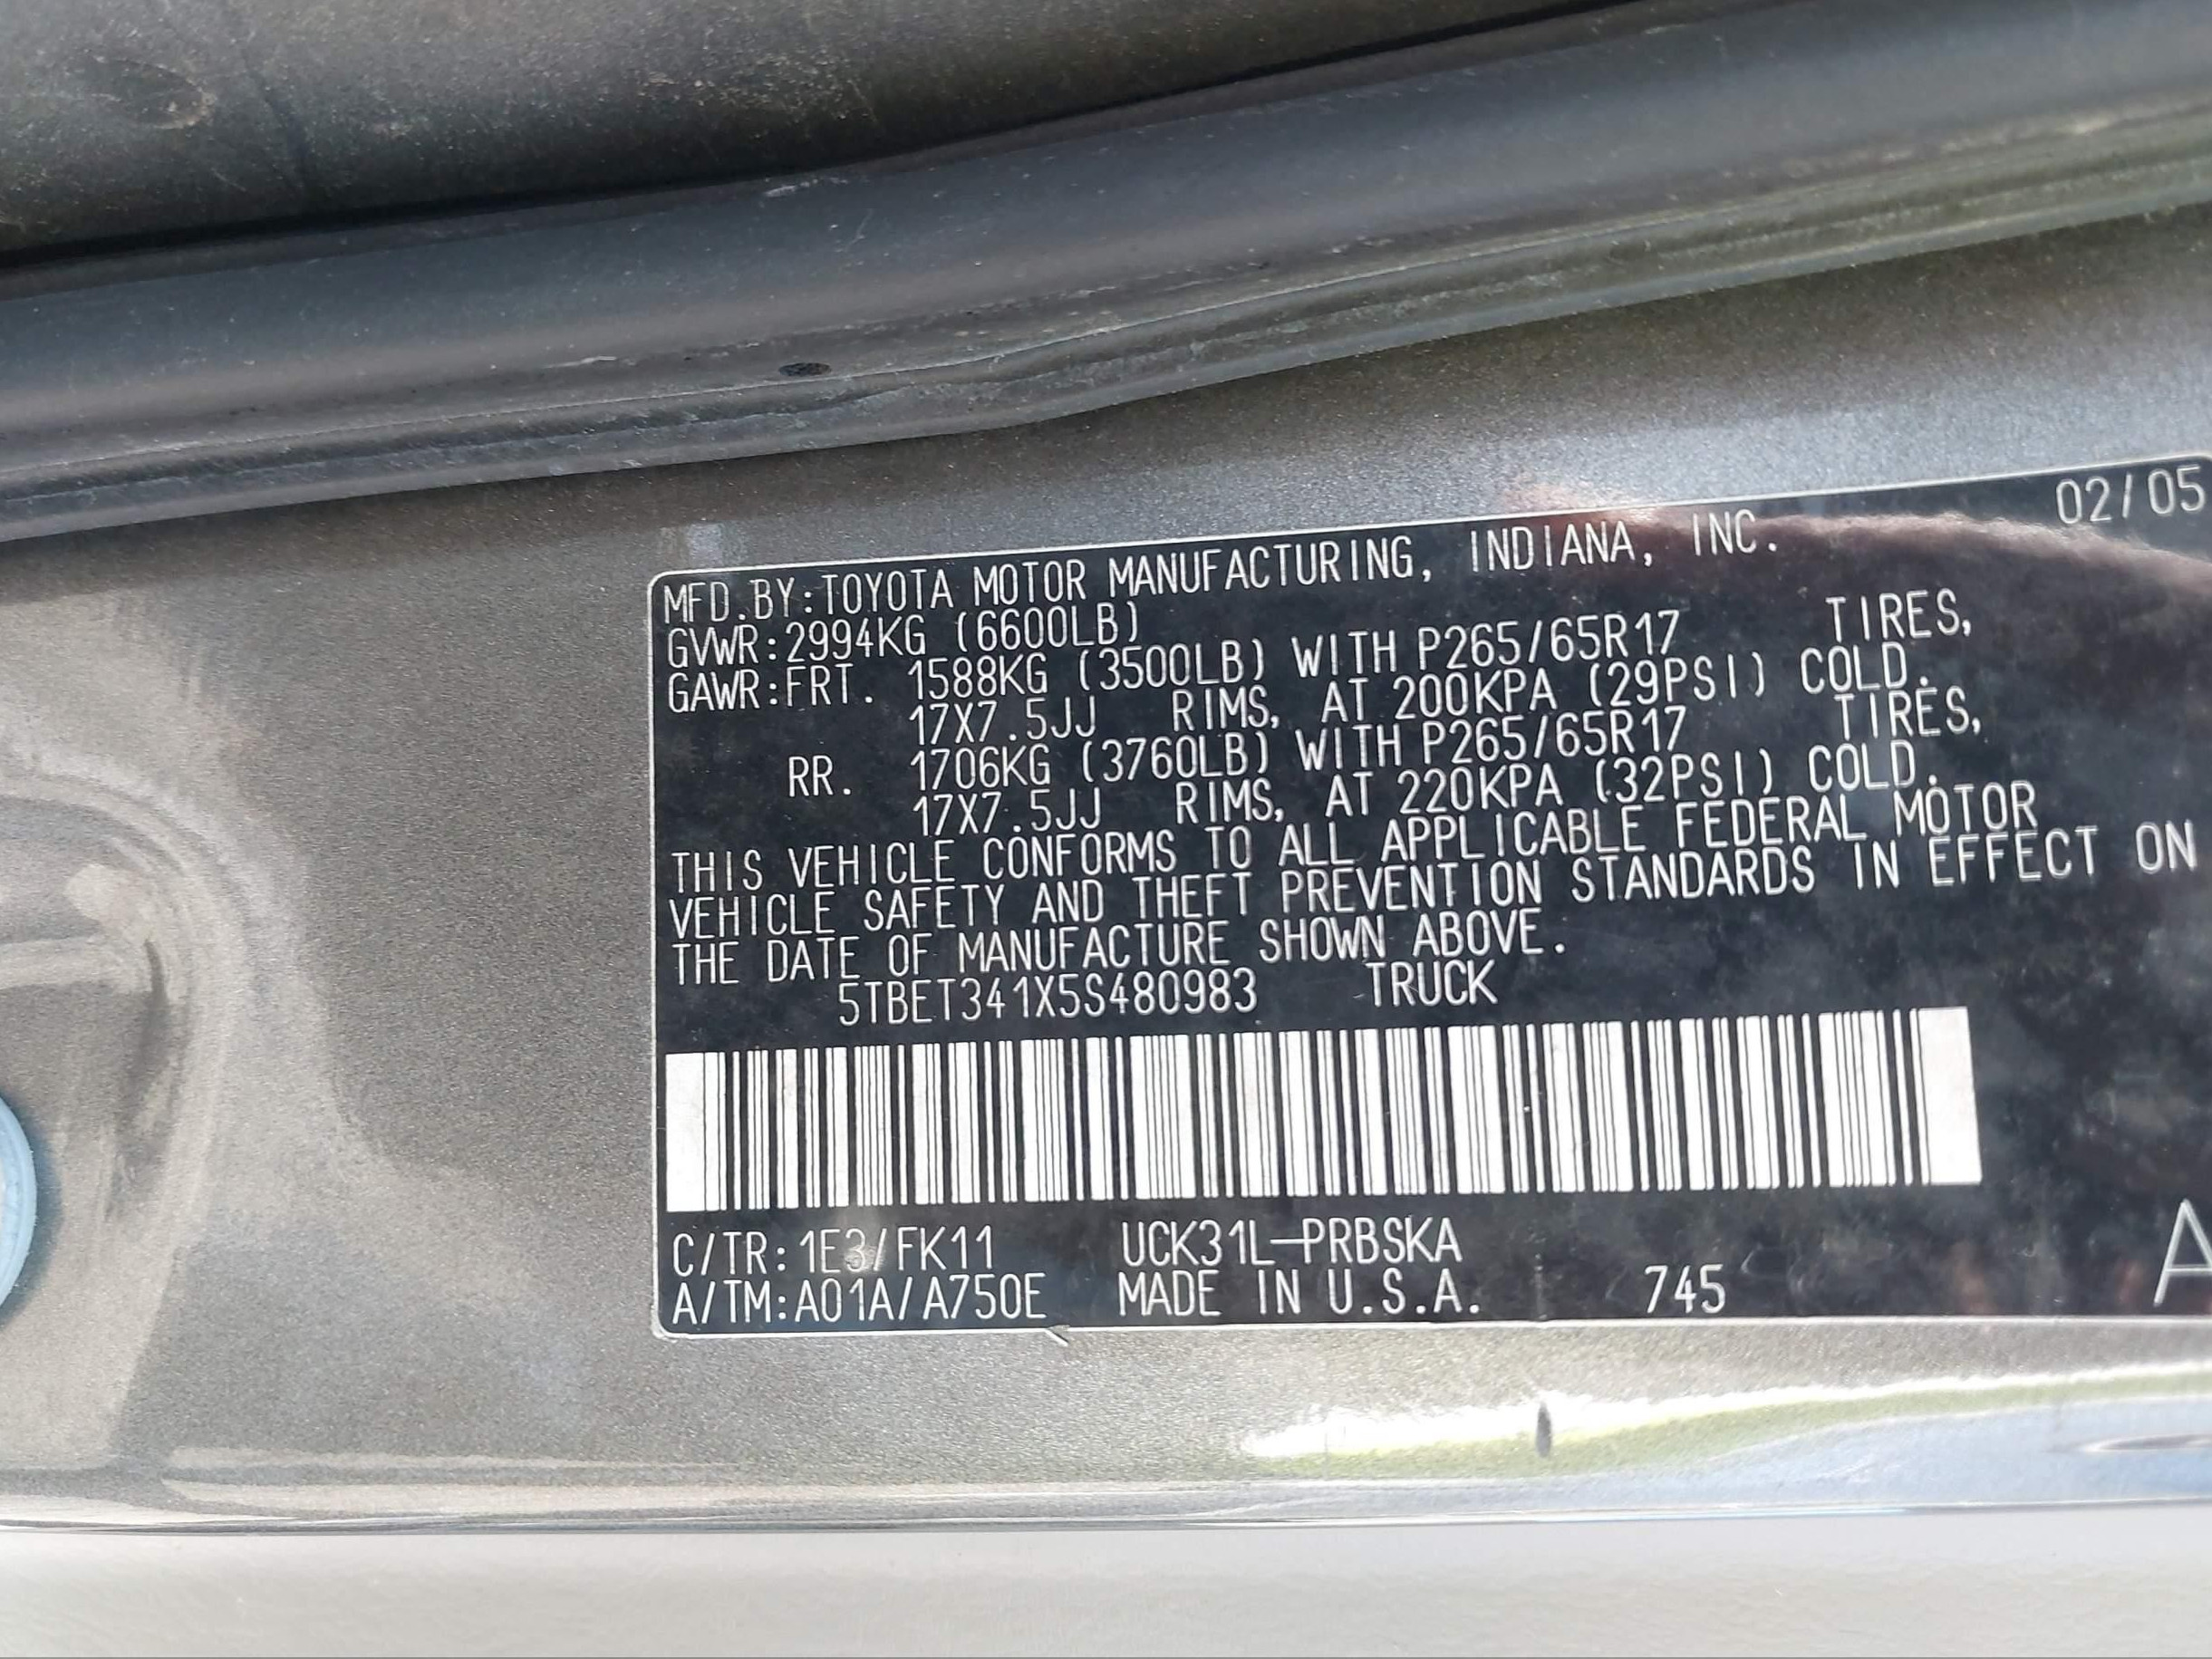 02/05
MFD.BY:TOYOTA MOTOR MANUFACTURING, INDIANA, INC.
GVWR:2994KG (6600LB)
GAWR:FRT. 1588KG (3500LB) WITH P265/65R17 TIRES,
17X7.5JJ RIMS, AT 200KPA (29PSI) COLD.
RR. 1706KG (3760LB) WITH P265/65R17 TIRES,
17X7.5JJ RIMS, AT 220KPA (32PSI) COLD.
THIS VEHICLE CONFORMS TO ALL APPLICABLE FEDERAL MOTOR
VEHICLE SAFETY AND THEFT PREVENTION STANDARDS IN EFFECT ON
THE DATE OF MANUFACTURE SHOWN ABOVE.
5TBET341X5S480983 TRUCK
C/TR:1E3/FK11 UCK31L-PRBSKA
A/TM:A01A/A750E MADE IN U.S.A. 745
A